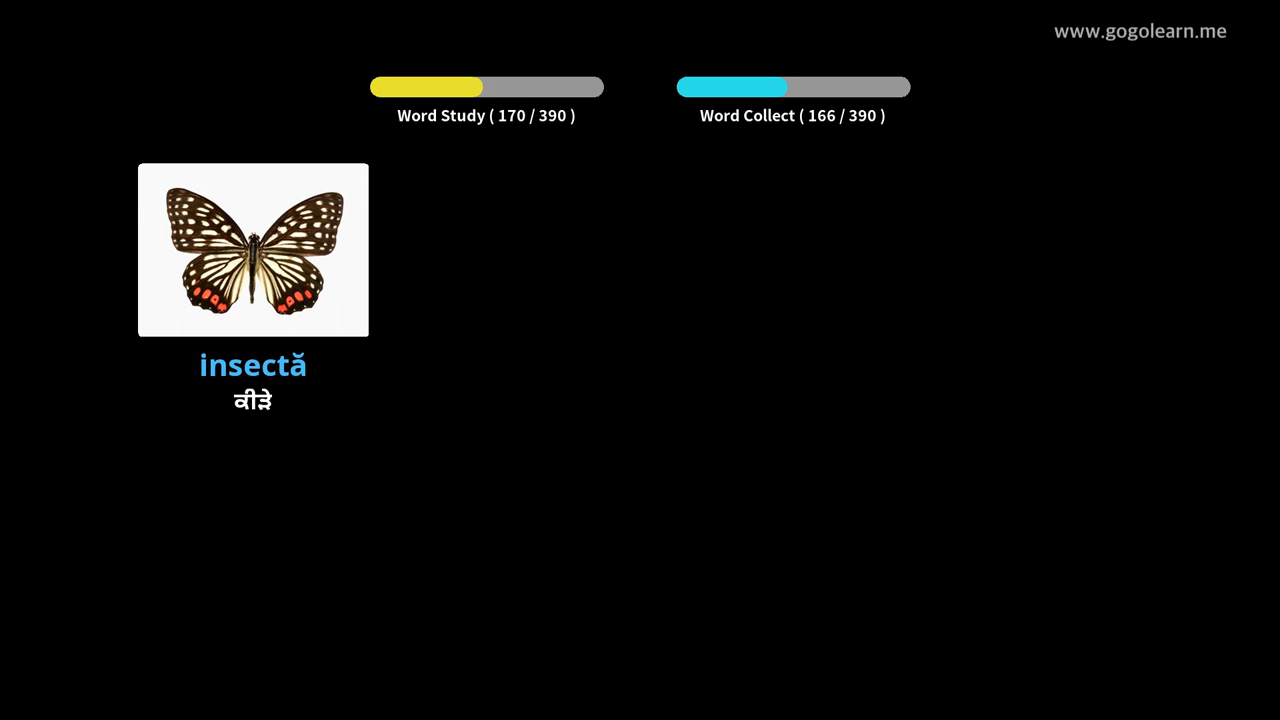 www.gogolearn.me
Word Study ( 170 / 390 )
Word Collect ( 166 / 390 )
insectă
ਕੀੜੇ